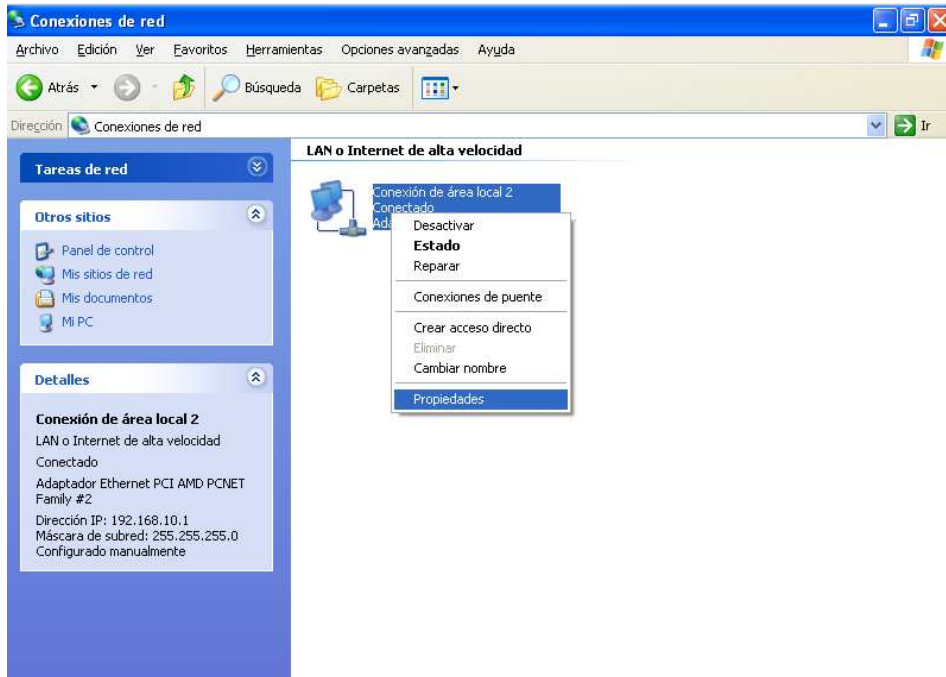 Conexiones de red
Archivo Edición Ver Favoritos Herramientas Opciones avanzadas Ayuda
Atrás Búsqueda Carpetas
Dirección Conexiones de red Ir
Tareas de red
Otros sitios
Panel de control
Mis sitios de red
Mis documentos
Mi PC
Detalles
Conexión de área local 2
LAN o Internet de alta velocidad
Conectado
Adaptador Ethernet PCI AMD PCNET
Family #2
Dirección IP: 192.168.10.1
Máscara de subred: 255.255.255.0
Configurado manualmente
LAN o Internet de alta velocidad
Conexión de área local 2
Conectado
Desactivar
Estado
Reparar
Conexiones de puente
Crear acceso directo
Eliminar
Cambiar nombre
Propiedades